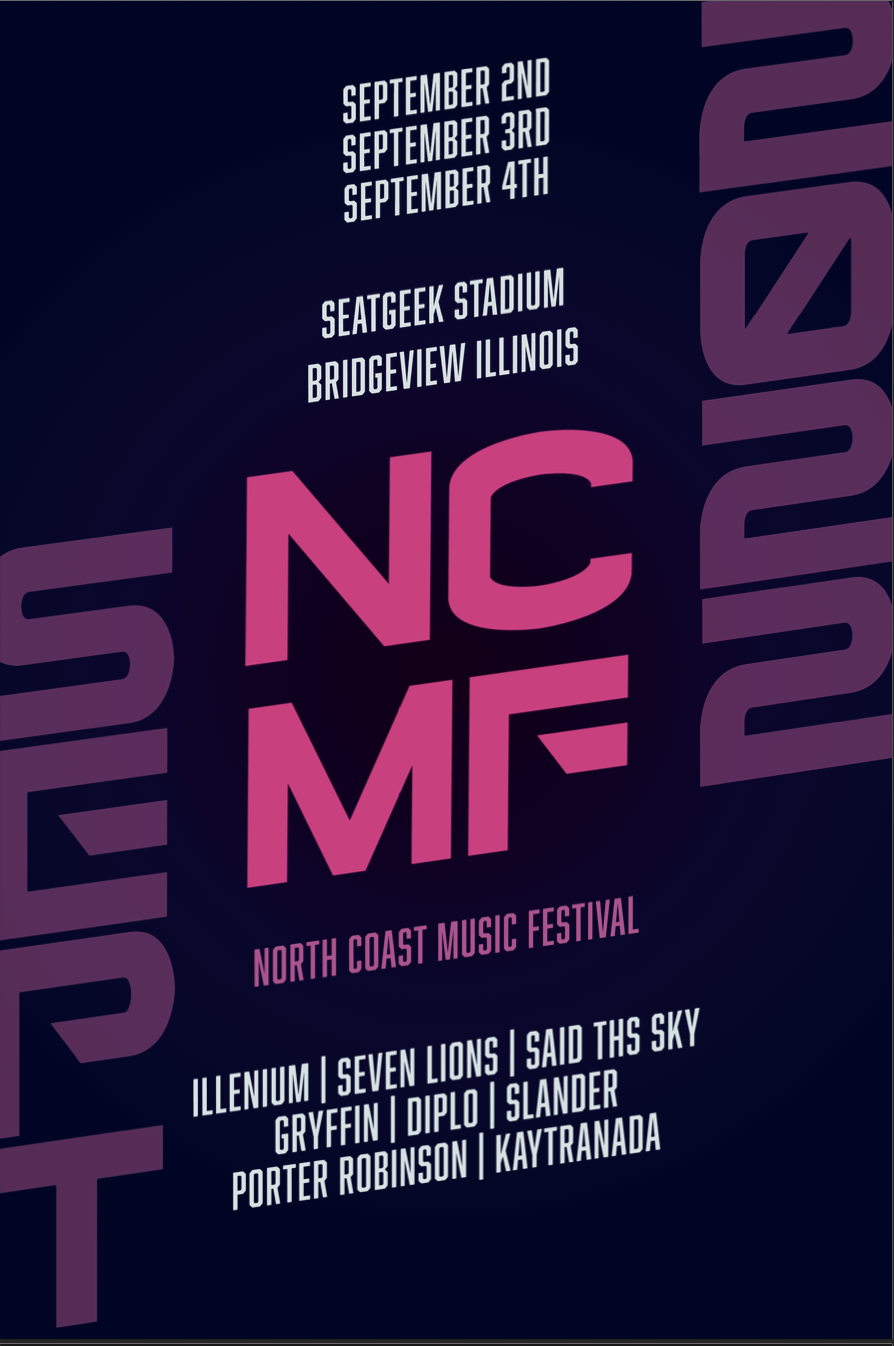 SEPTEMBER 2ND
SEPTEMBER 3RD
SEPTEMBER 4TH
SEATGEEK STADIUM
BRIDGEVIEW ILLINOIS
NC
MF
NORTH COAST MUSIC FESTIVAL
ILLENIUM | SEVEN LIONS | SAID THS SKY
GRYFFIN | DIPLO | SLANDER
PORTER ROBINSON | KAYTRANADA
SEPT
2022